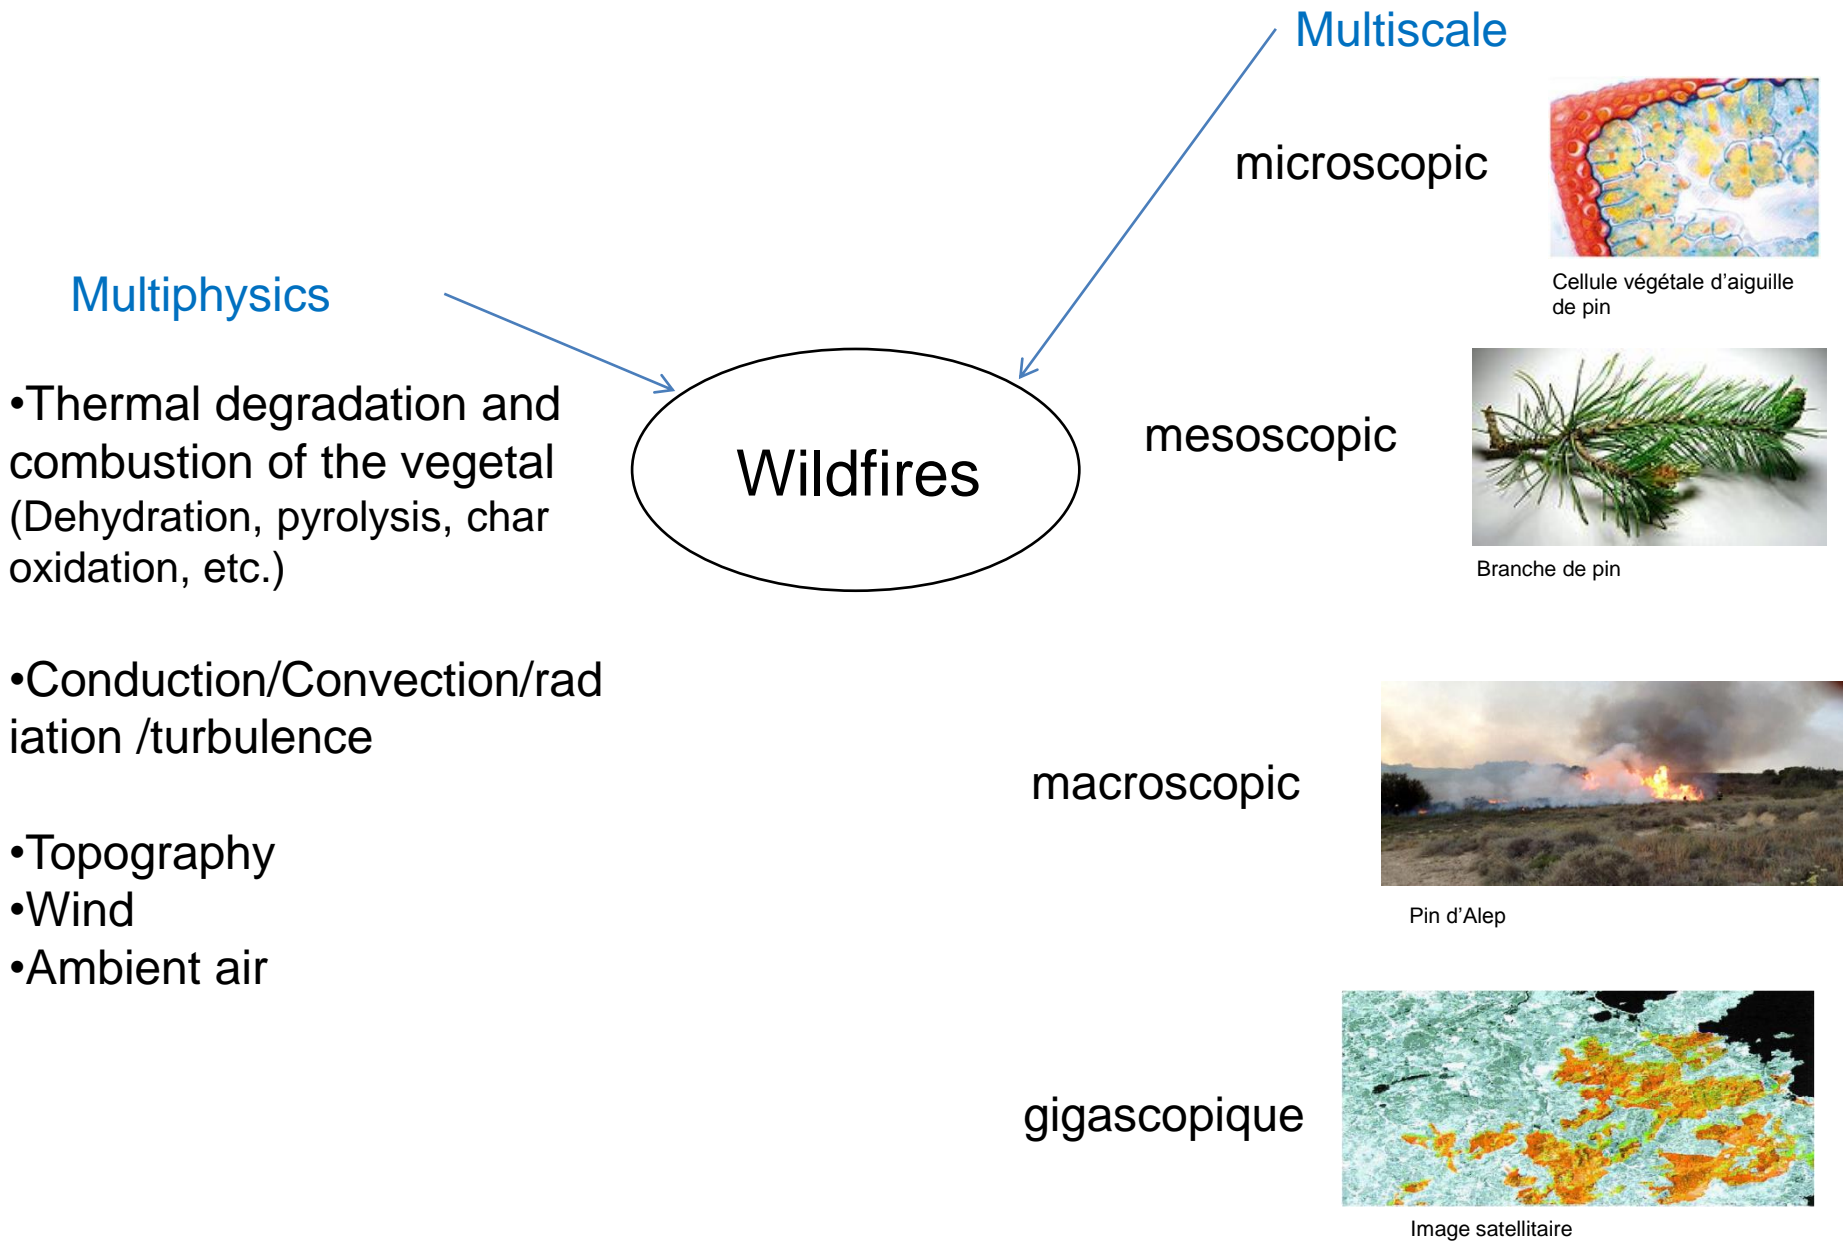 Multiscale
microscopic
Cellule végétale d’aiguille
de pin
Multiphysics
•Thermal degradation and
combustion of the vegetal
(Dehydration, pyrolysis, char
oxidation, etc.)
•Conduction/Convection/rad
iation /turbulence
•Topography
•Wind
•Ambient air
Wildfires
mesoscopic
Branche de pin
macroscopic
Pin d’Alep
gigascopique
Image satellitaire